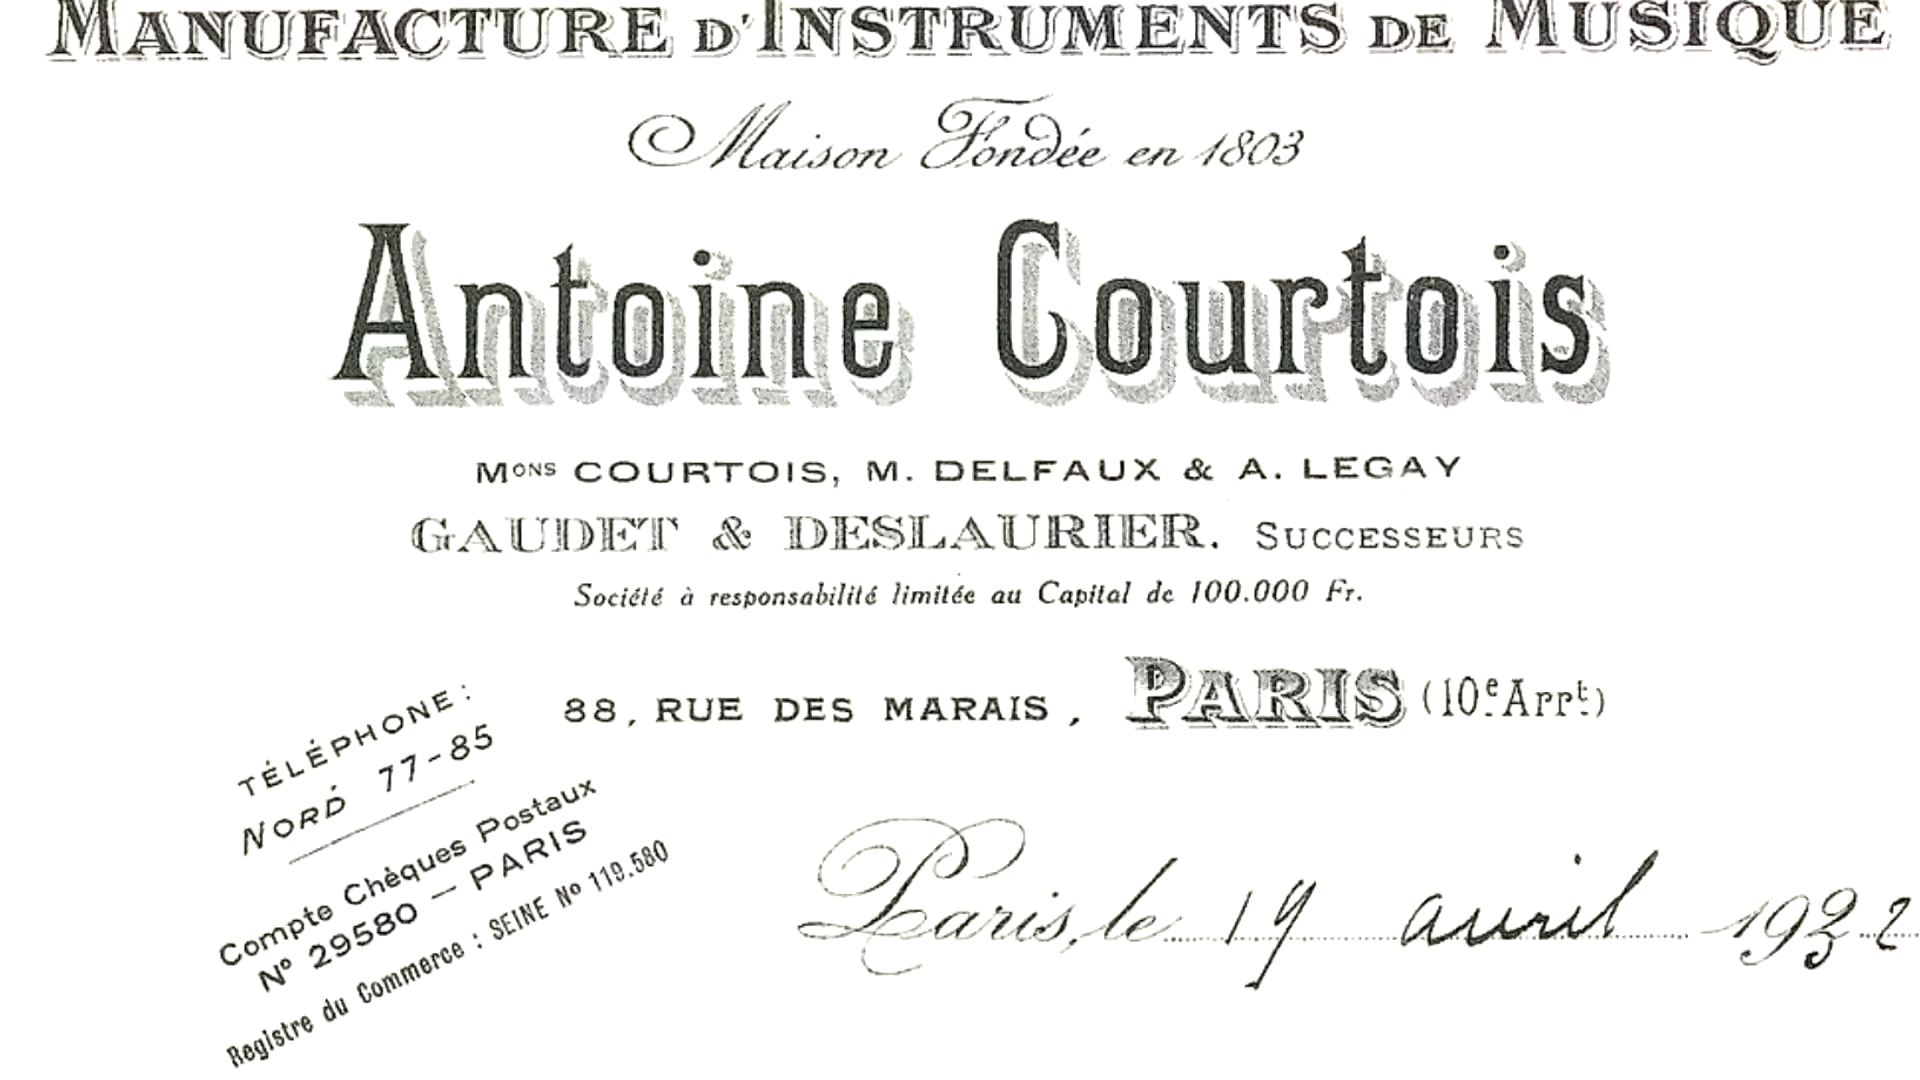 MANUFACTURE D'INSTRUMENTS DE MUSIQUE
Maison Fondée en 1803
Antoine Courtois
Mons COURTOIS, M. DELFAUX & A. LEGAY
GAUDET & DESLAURIER. SUCCESSEURS
Société à responsabilité limitée au Capital de 100.000 Fr.
88, RUE DES MARAIS, PARIS (10e Arrt)
TÉLÉPHONE:
NORD 77-85
Compte Chèques Postaux
N° 29580 — PARIS
Registre du Commerce : SEINE N° 119.580
Paris, le 19 avril 1932